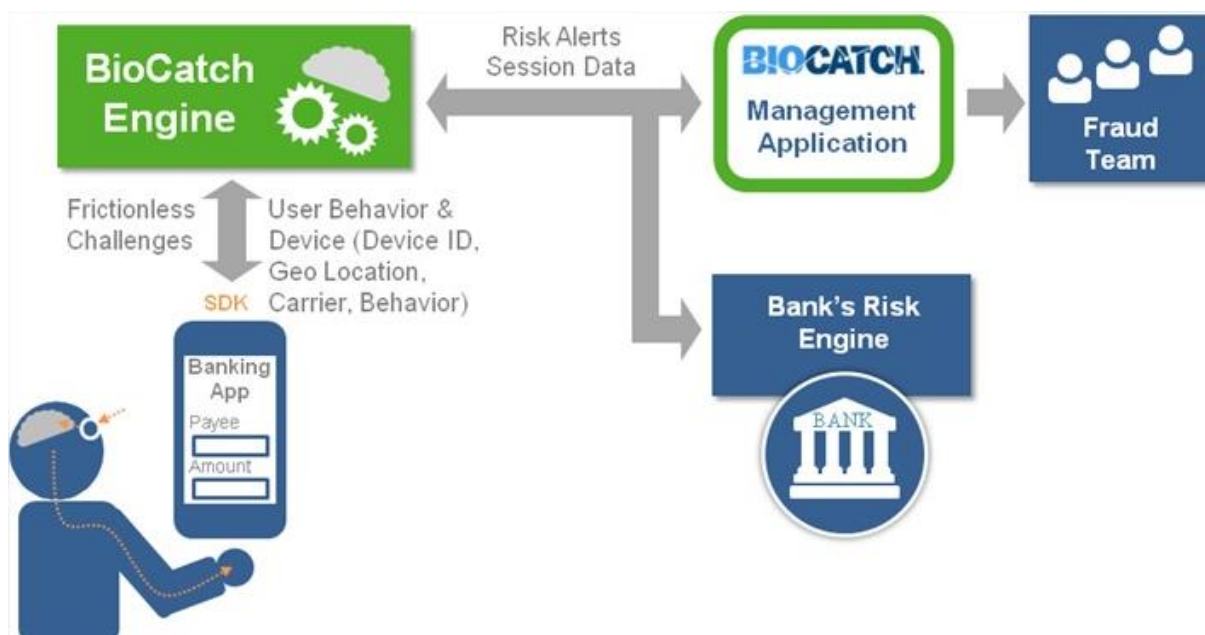 BioCatch
Engine
Risk Alerts
Session Data
BIOCATCH.
Management
Application
Fraud
Team
Frictionless
Challenges
User Behavior &
Device (Device ID,
Geo Location,
Carrier, Behavior)
SDK
Banking
App
Payee
Amount
Bank's Risk
Engine
BANK